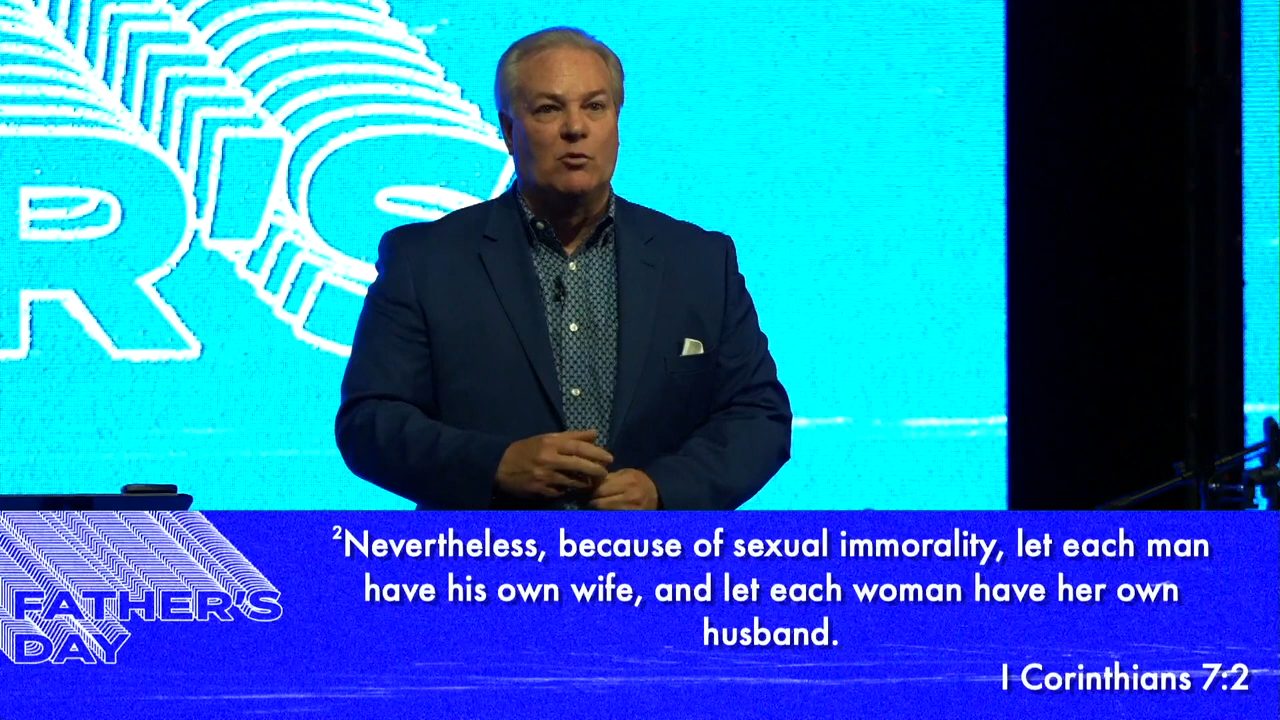 R'S
²Nevertheless, because of sexual immorality, let each man
have his own wife, and let each woman have her own
husband.
I Corinthians 7:2
FATHER'S
DAY